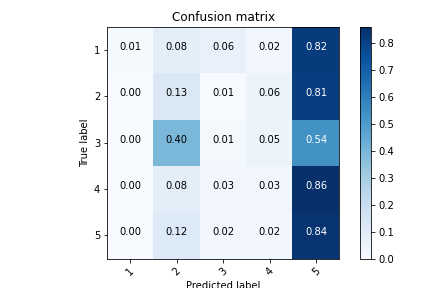 Confusion matrix
1 0.01 0.08 0.06 0.02 0.82
2 0.00 0.13 0.01 0.06 0.81
3 0.00 0.40 0.01 0.05 0.54
4 0.00 0.08 0.03 0.03 0.86
5 0.00 0.12 0.02 0.02 0.84
True label
1 2 3 4 5
Predicted label
0.8
0.7
0.6
0.5
0.4
0.3
0.2
0.1
0.0